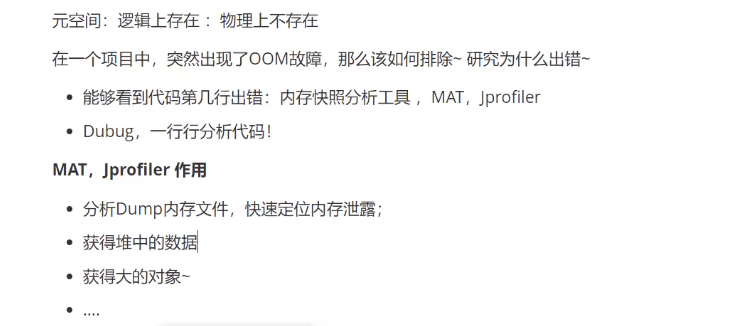 元空间：逻辑上存在 ：物理上不存在
在一个项目中，突然出现了OOM故障，那么该如何排除~ 研究为什么出错~
• 能够看到代码第几行出错：内存快照分析工具 ，MAT，Jprofiler
• Dubug，一行行分析代码！
MAT，Jprofiler 作用
• 分析Dump内存文件，快速定位内存泄露；
• 获得堆中的数据
• 获得大的对象~
• ....